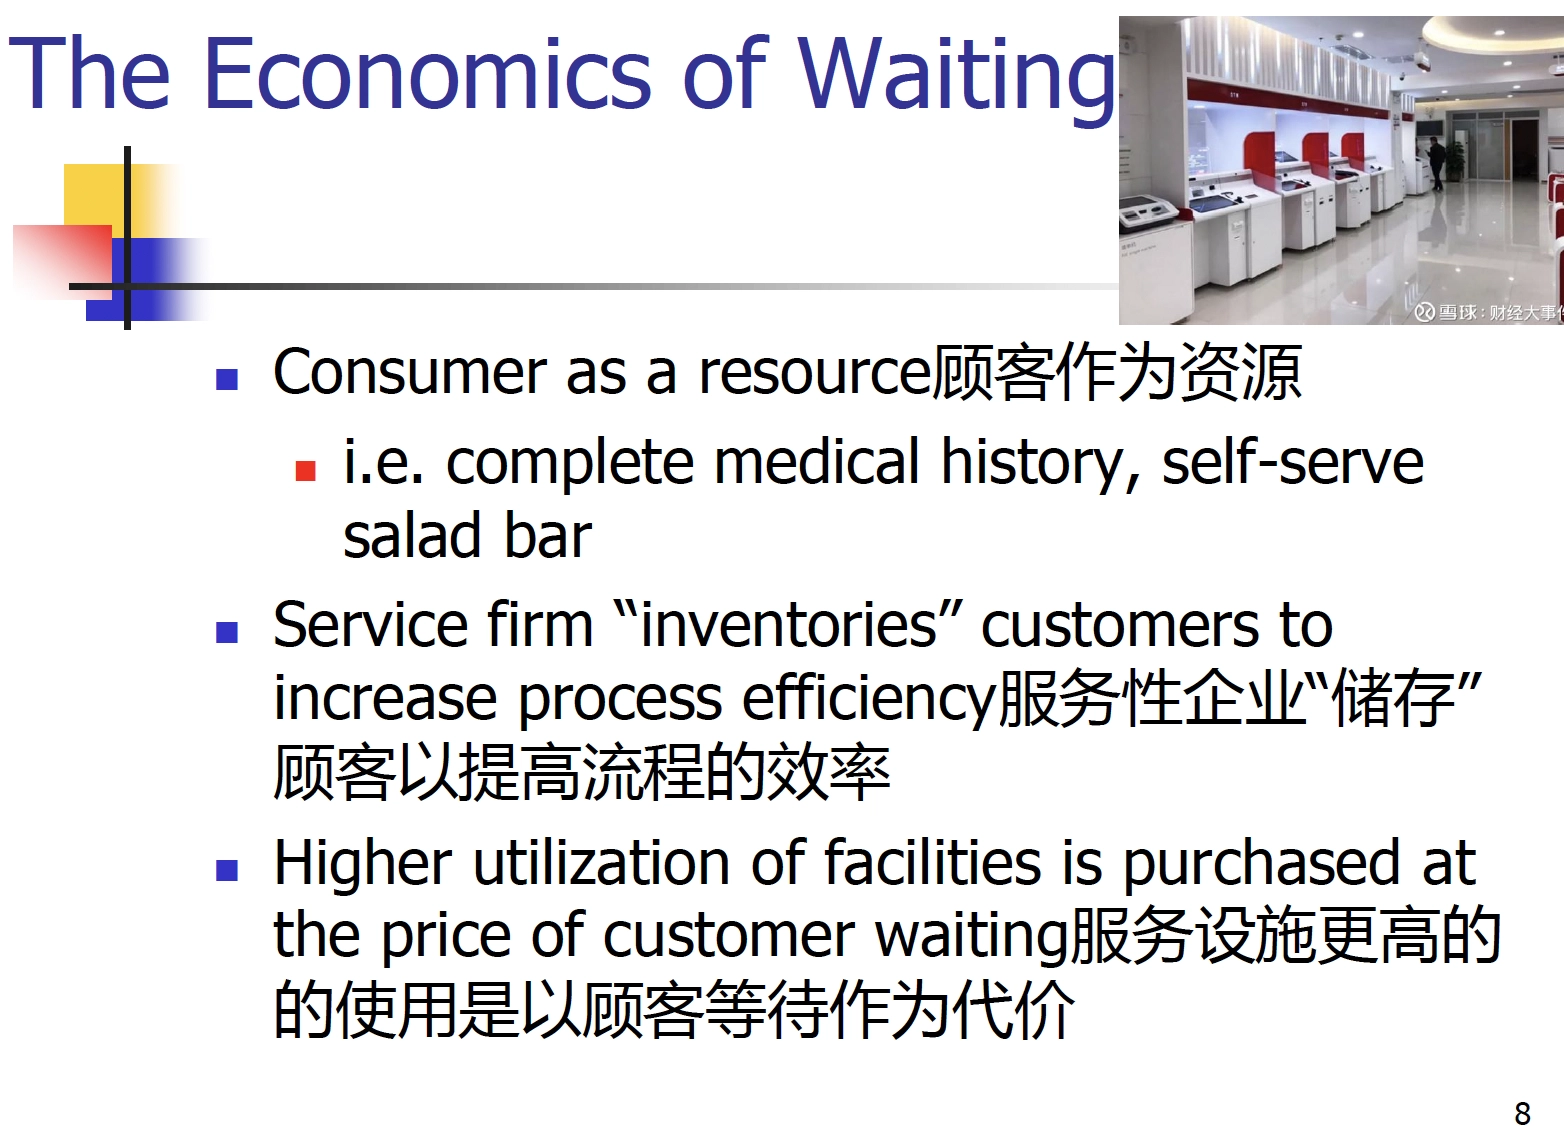 The Economics of Waiting
雪球：财经大事
Consumer as a resource顾客作为资源
i.e. complete medical history, self-serve
salad bar
Service firm “inventories” customers to
increase process efficiency服务性企业“储存”
顾客以提高流程的效率
Higher utilization of facilities is purchased at
the price of customer waiting服务设施更高的
的使用是以顾客等待作为代价
8